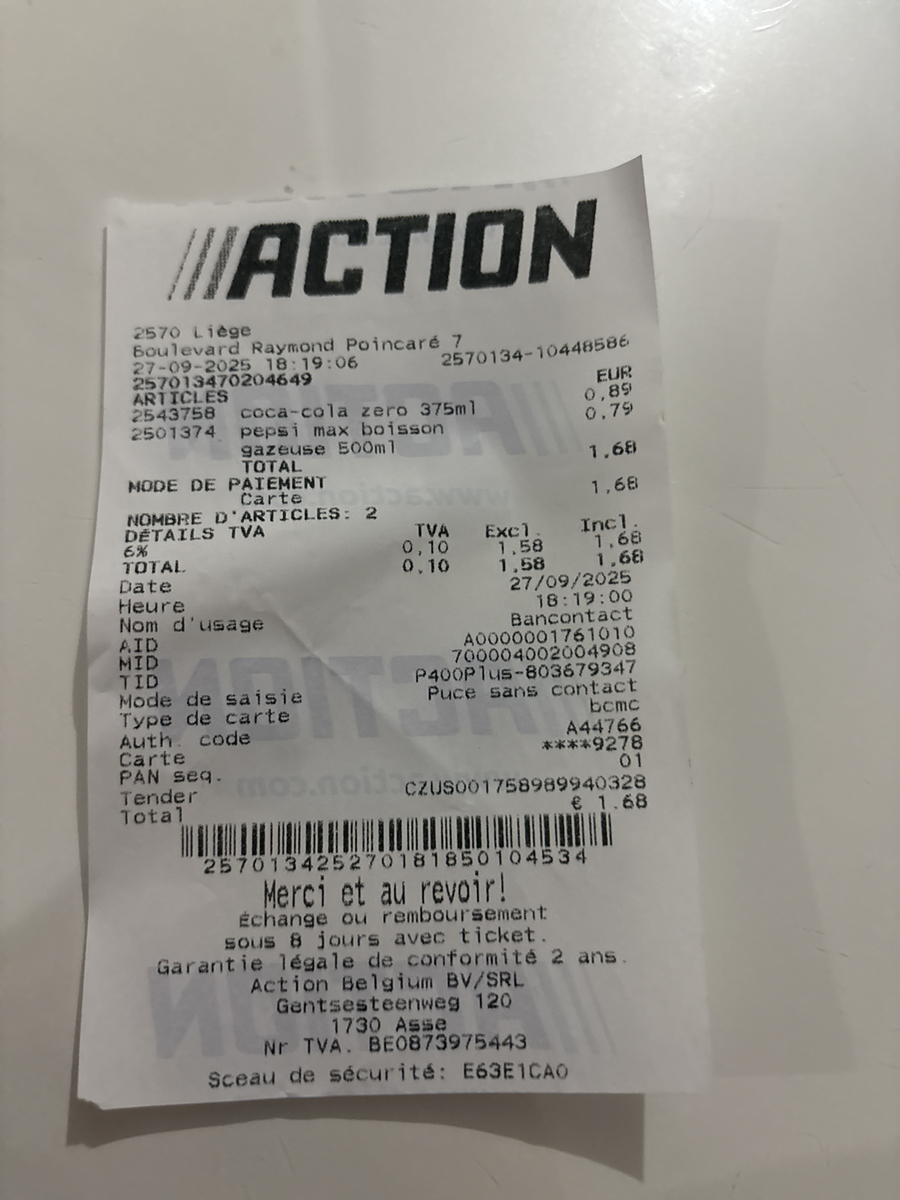 ACTION
2570 Liège
Boulevard Raymond Poincaré 7
27-09-2025 18:19:06 2570134-10448586
257013470204649
ARTICLES EUR
2543758 coca-cola zero 375ml 0,89
2501374 pepsi max boisson 0,79
gazeuse 500ml
TOTAL 1,68
MODE DE PAIEMENT
Carte 1,68
NOMBRE D'ARTICLES: 2
DÉTAILS TVA TVA Excl. Incl.
6% 0,10 1,58 1,68
TOTAL 0,10 1,58 1,68
Date 27/09/2025
Heure 18:19:00
Nom d'usage Bancontact
AID A0000001761010
MID 700004002004908
TID P400Plus-803679347
Mode de saisie Puce sans contact
Type de carte bcmc
Auth. code A44766
Carte ****9278
PAN seq. 01
Tender CZUS001758989940328
Total € 1.68
257013425270181850104534
Merci et au revoir!
Échange ou remboursement
sous 8 jours avec ticket.
Garantie légale de conformité 2 ans.
Action Belgium BV/SRL
Gentsesteenweg 120
1730 Asse
Nr TVA. BE0873975443
Sceau de sécurité: E63E1CA0